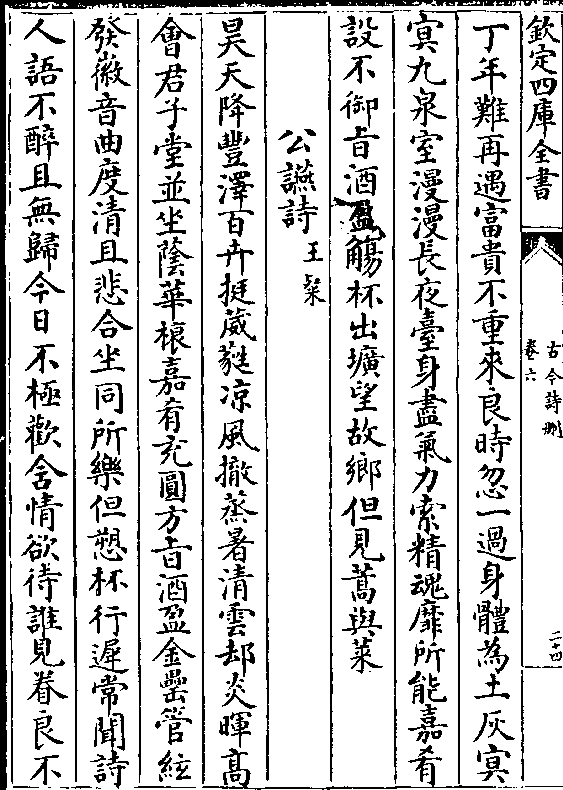 欽定四庫全書
古今詩刪
卷六
二十四
丁年難再遇富貴不重來良時忽一過身體為土灰冥
冥九泉室漫漫長夜臺身盡氣力索精魂靡所能嘉肴
設不御旨酒盈觴杯出壙望故鄉但見蒿與萊
公讌詩王粲
昊天降豐澤百卉挺葳蕤凉風撤蒸暑清雲却炎暉高
會君子堂並坐蔭華榱嘉肴充圓方旨酒盈金罍管絃
發徽音曲度清且悲合坐同所樂但愬杯行遲常聞詩
人語不醉且無歸今日不極歡含情欲待誰見眷良不